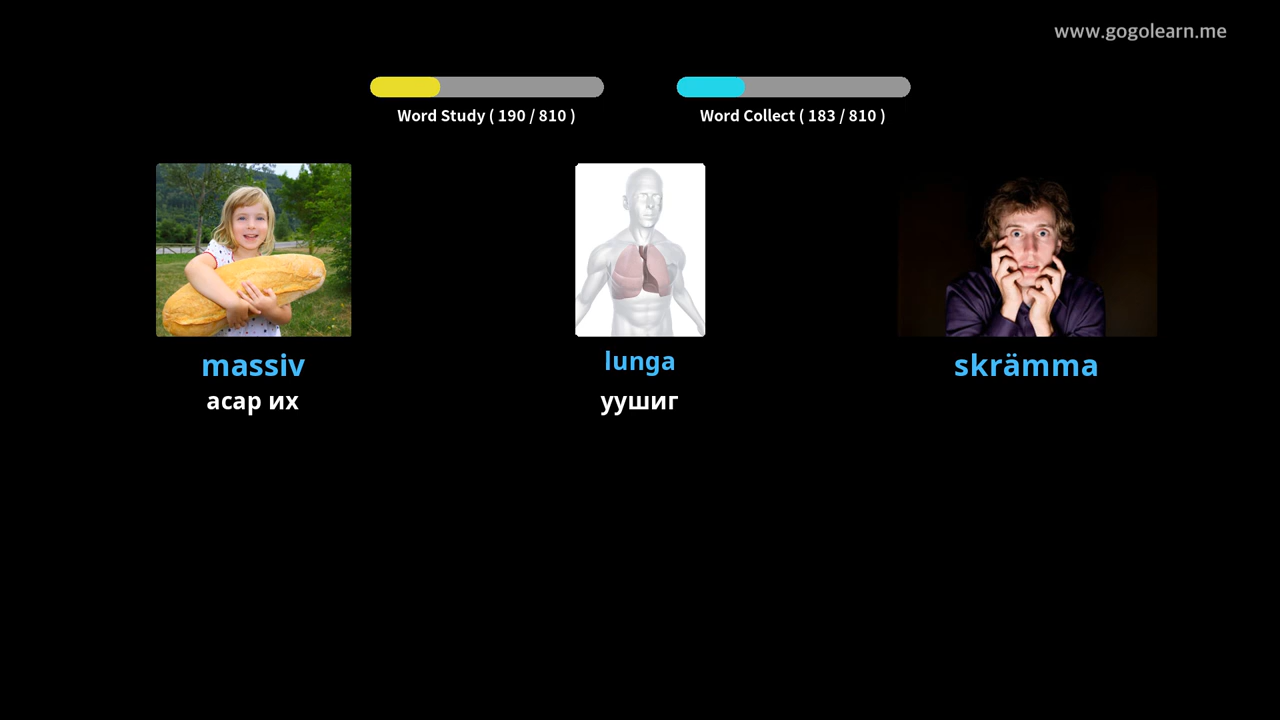 www.gogolearn.me
Word Study ( 190 / 810 )
Word Collect ( 183 / 810 )
massiv
асар их
lunga
уушиг
skrämma